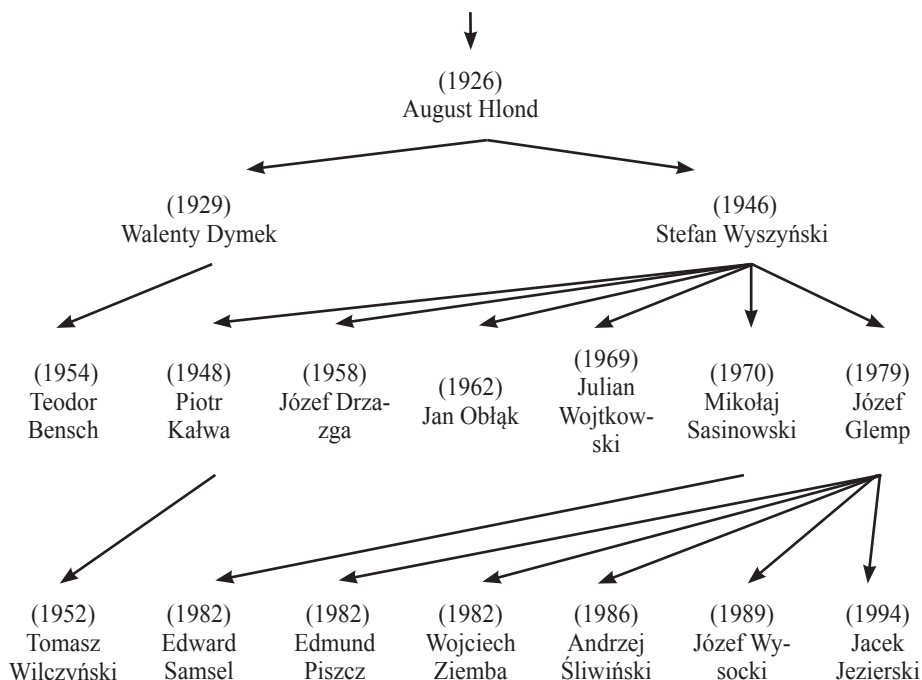 (1926)
August Hlond
(1929)
Walenty Dymek
(1946)
Stefan Wyszyński
(1954)
Teodor
Bensch
(1948)
Piotr
Kałwa
(1958)
Józef Drza-
zga
(1962)
Jan Obłąk
(1969)
Julian
Wojtkow-
ski
(1970)
Mikołaj
Sasinowski
(1979)
Józef
Glemp
(1952)
Tomasz
Wilczyński
(1982)
Edward
Samsel
(1982)
Edmund
Piszcz
(1982)
Wojciech
Ziemba
(1986)
Andrzej
Śliwiński
(1989)
Józef Wy-
socki
(1994)
Jacek
Jezierski